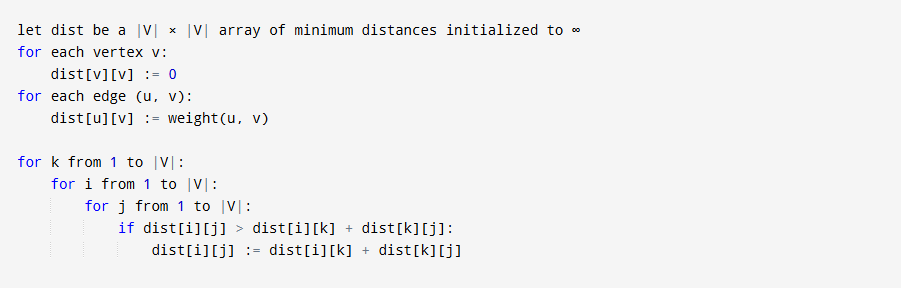 let dist be a |V| × |V| array of minimum distances initialized to ∞
for each vertex v:
    dist[v][v] := 0
for each edge (u, v):
    dist[u][v] := weight(u, v)

for k from 1 to |V|:
    for i from 1 to |V|:
        for j from 1 to |V|:
            if dist[i][j] > dist[i][k] + dist[k][j]:
                dist[i][j] := dist[i][k] + dist[k][j]